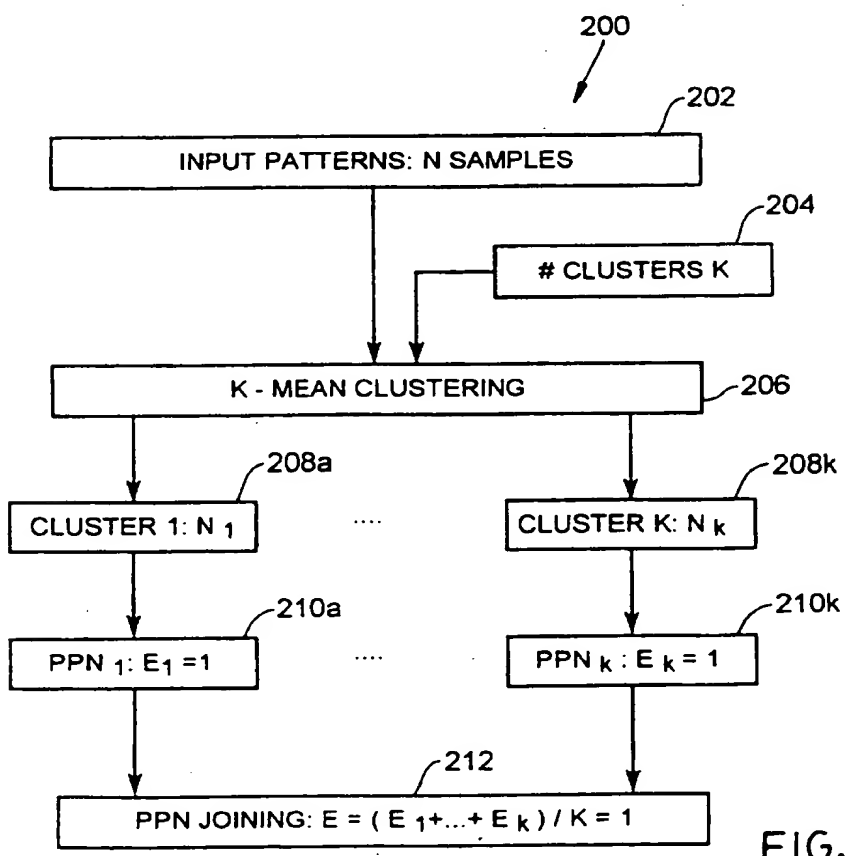 200
202
INPUT PATTERNS: N SAMPLES
204
# CLUSTERS K
K - MEAN CLUSTERING
206
208a
208k
CLUSTER 1: N 1
....
CLUSTER K: N k
210a
210k
PPN 1: E1 =1
....
PPN k : E k = 1
212
PPN JOINING: E = ( E 1+...+ E k ) / K = 1
FIG.